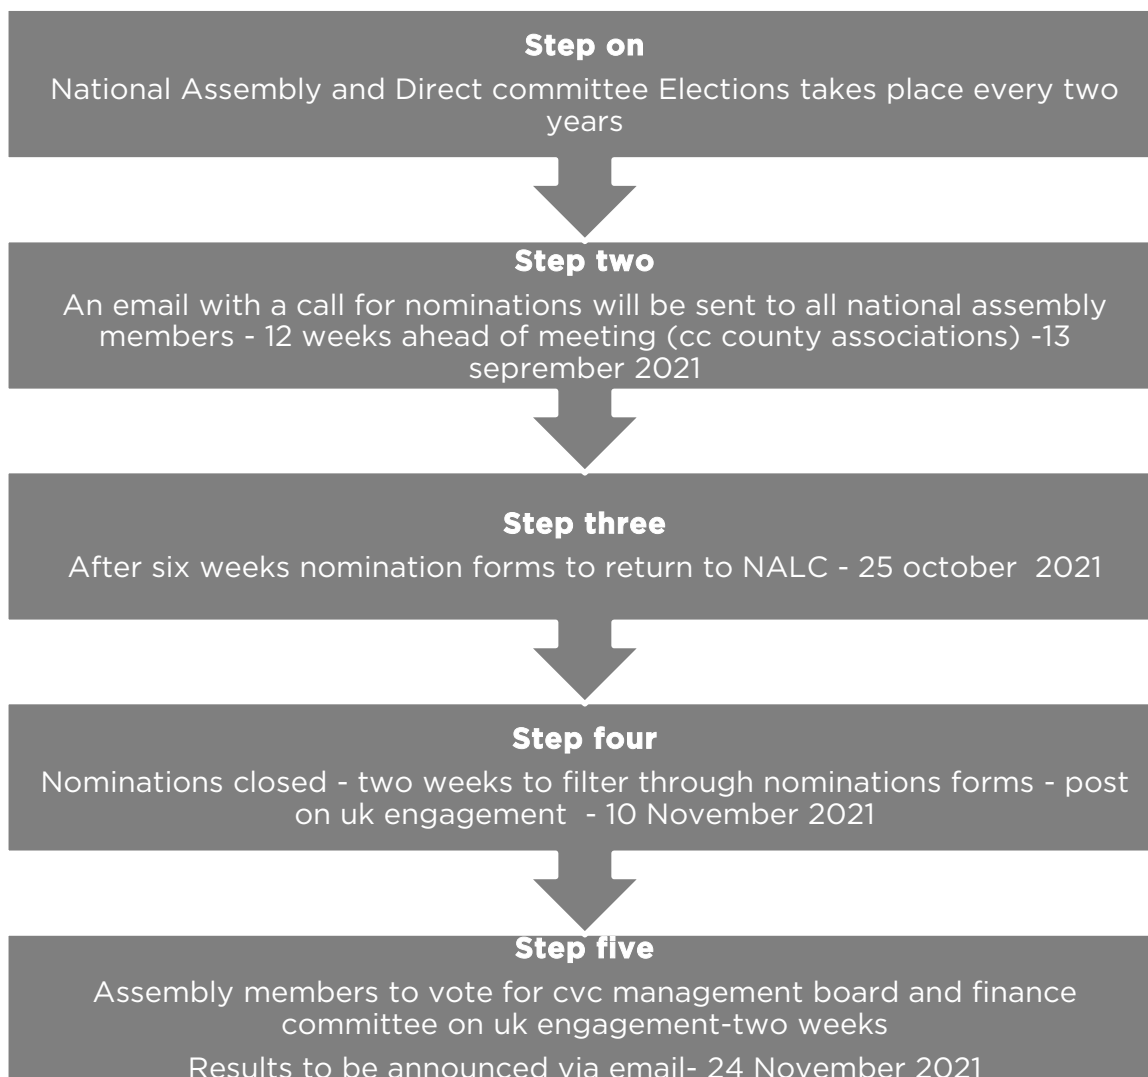 Step on
National Assembly and Direct committee Elections takes place every two
years
Step two
An email with a call for nominations will be sent to all national assembly
members - 12 weeks ahead of meeting (cc county associations) -13
seprember 2021
Step three
After six weeks nomination forms to return to NALC - 25 october  2021
Step four
Nominations closed - two weeks to filter through nominations forms - post
on uk engagement  - 10 November 2021
Step five
Assembly members to vote for cvc management board and finance
committee on uk engagement-two weeks
Results to be announced via email- 24 November 2021